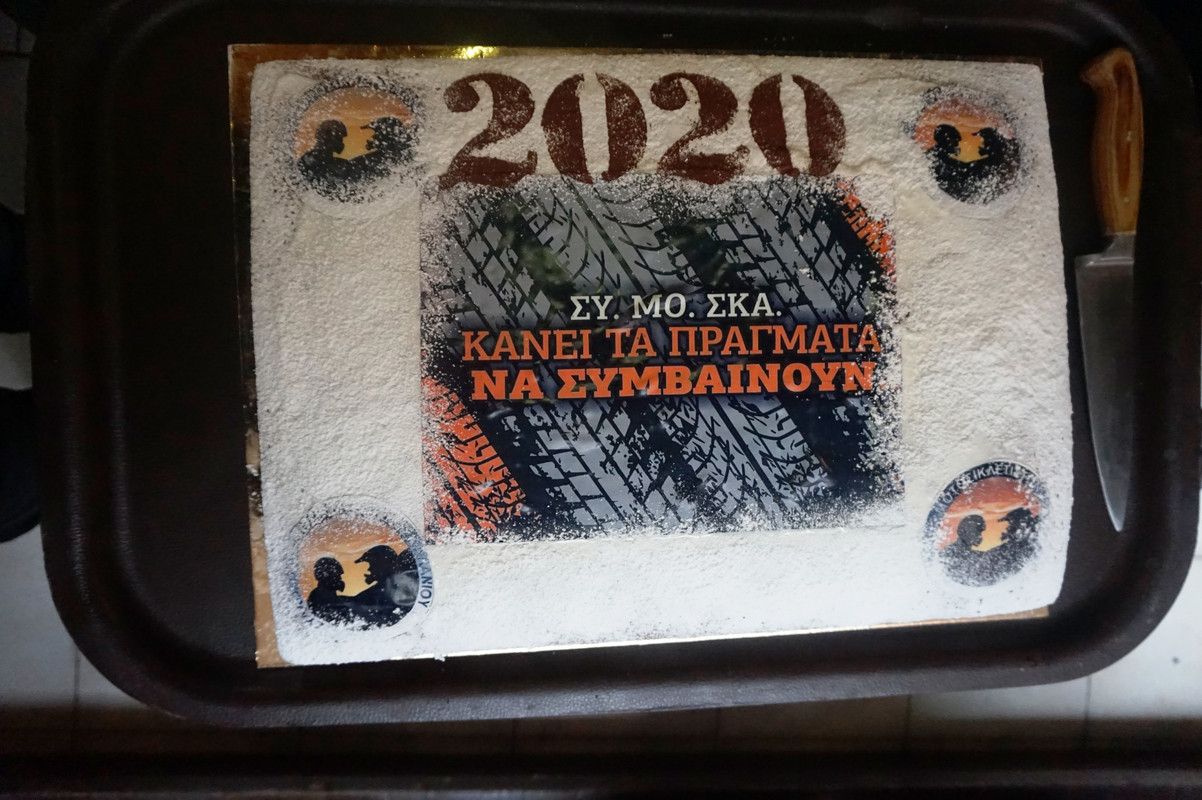 2020
ΣΥ. ΜΟ. ΣΚΑ.
ΚΑΝΕΙ ΤΑ ΠΡΑΓΜΑΤΑ
ΝΑ ΣΥΜΒΑΙΝΟΥΝ